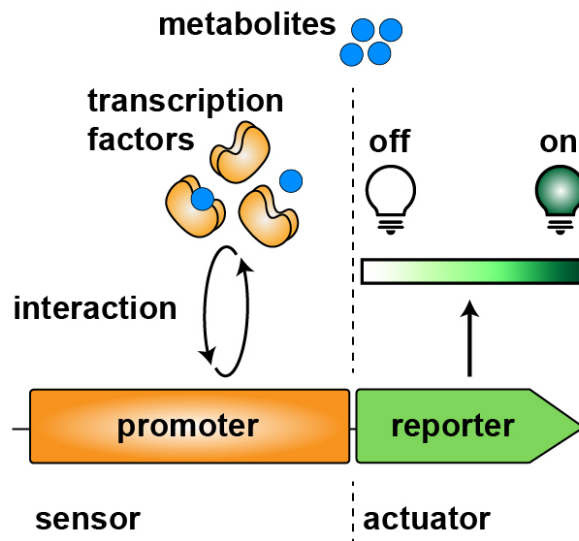 metabolites
transcription
factors
off
on
interaction
promoter
reporter
sensor
actuator